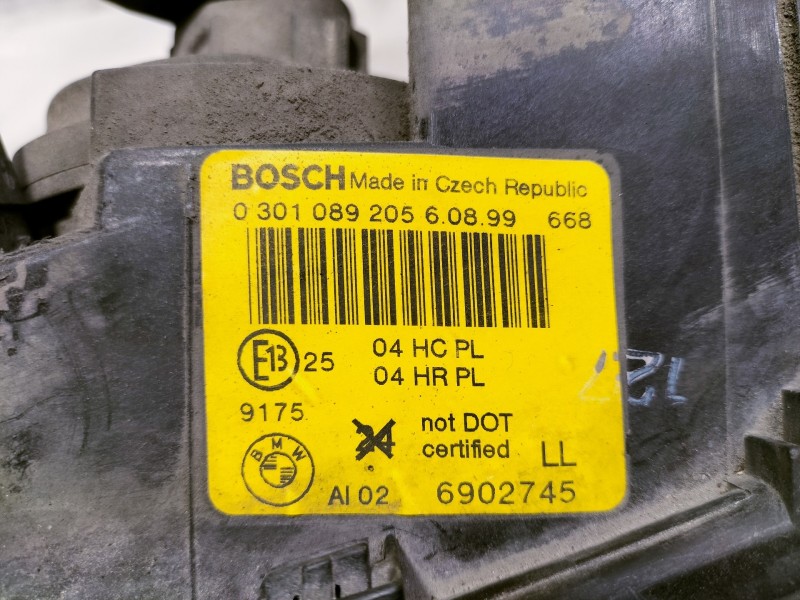 BOSCH Made in Czech Republic
0 301 089 205 6.08.99 668
E13 25 04 HC PL
04 HR PL
9175
24 not DOT
certified LL
BMW
AI 02 6902745